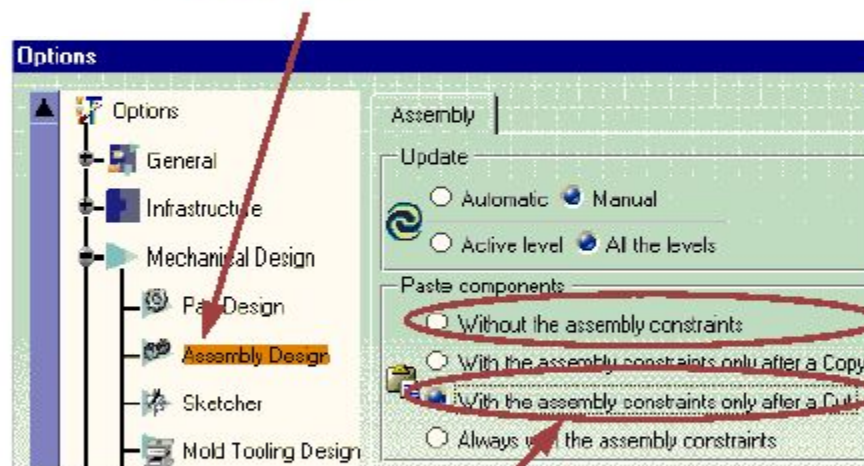 Options
Options
General
Infrastructure
Mechanical Design
Part Design
Assembly Design
Sketcher
Mold Tooling Design
Assembly
Update
Automatic Manual
Active level All the levels
Paste components
Without the assembly constraints
With the assembly constraints only after a Copy
With the assembly constraints only after a Cut
Always with the assembly constraints